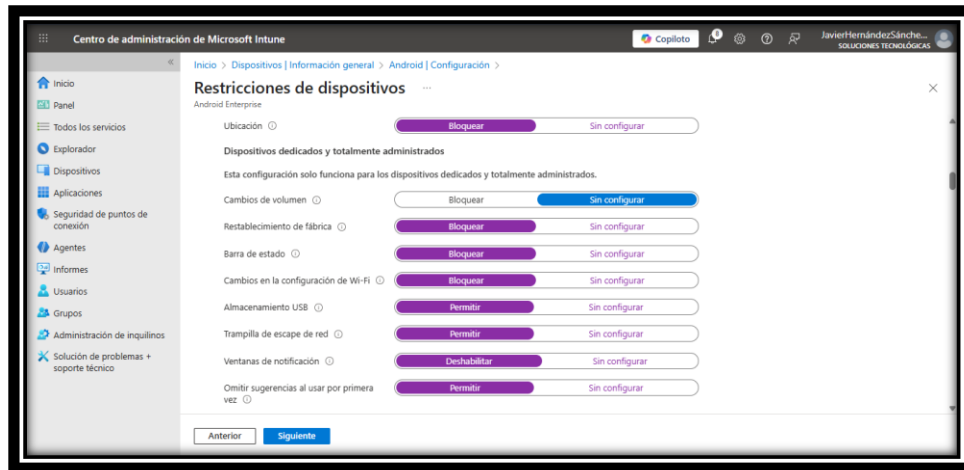 Centro de administración de Microsoft Intune
Copiloto
JavierHernándezSánche...
SOLUCIONES TECNOLÓGICAS
Inicio
Panel
Todos los servicios
Explorador
Dispositivos
Aplicaciones
Seguridad de puntos de
conexión
Agentes
Informes
Usuarios
Grupos
Administración de inquilinos
Solución de problemas +
soporte técnico
Inicio > Dispositivos | Información general > Android | Configuración >
Restricciones de dispositivos ...
Android Enterprise
Ubicación Bloquear Sin configurar
Dispositivos dedicados y totalmente administrados
Esta configuración solo funciona para los dispositivos dedicados y totalmente administrados.
Cambios de volumen Bloquear Sin configurar
Restablecimiento de fábrica Bloquear Sin configurar
Barra de estado Bloquear Sin configurar
Cambios en la configuración de Wi-Fi Bloquear Sin configurar
Almacenamiento USB Permitir Sin configurar
Trampilla de escape de red Permitir Sin configurar
Ventanas de notificación Deshabilitar Sin configurar
Omitir sugerencias al usar por primera
vez Permitir Sin configurar
Anterior Siguiente